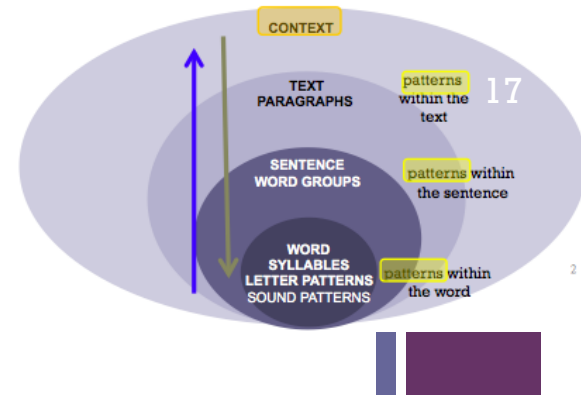 CONTEXT
TEXT
PARAGRAPHS
patterns
within the
text
17
SENTENCE
WORD GROUPS
patterns within
the sentence
WORD
SYLLABLES
LETTER PATTERNS
SOUND PATTERNS
patterns within
the word
2